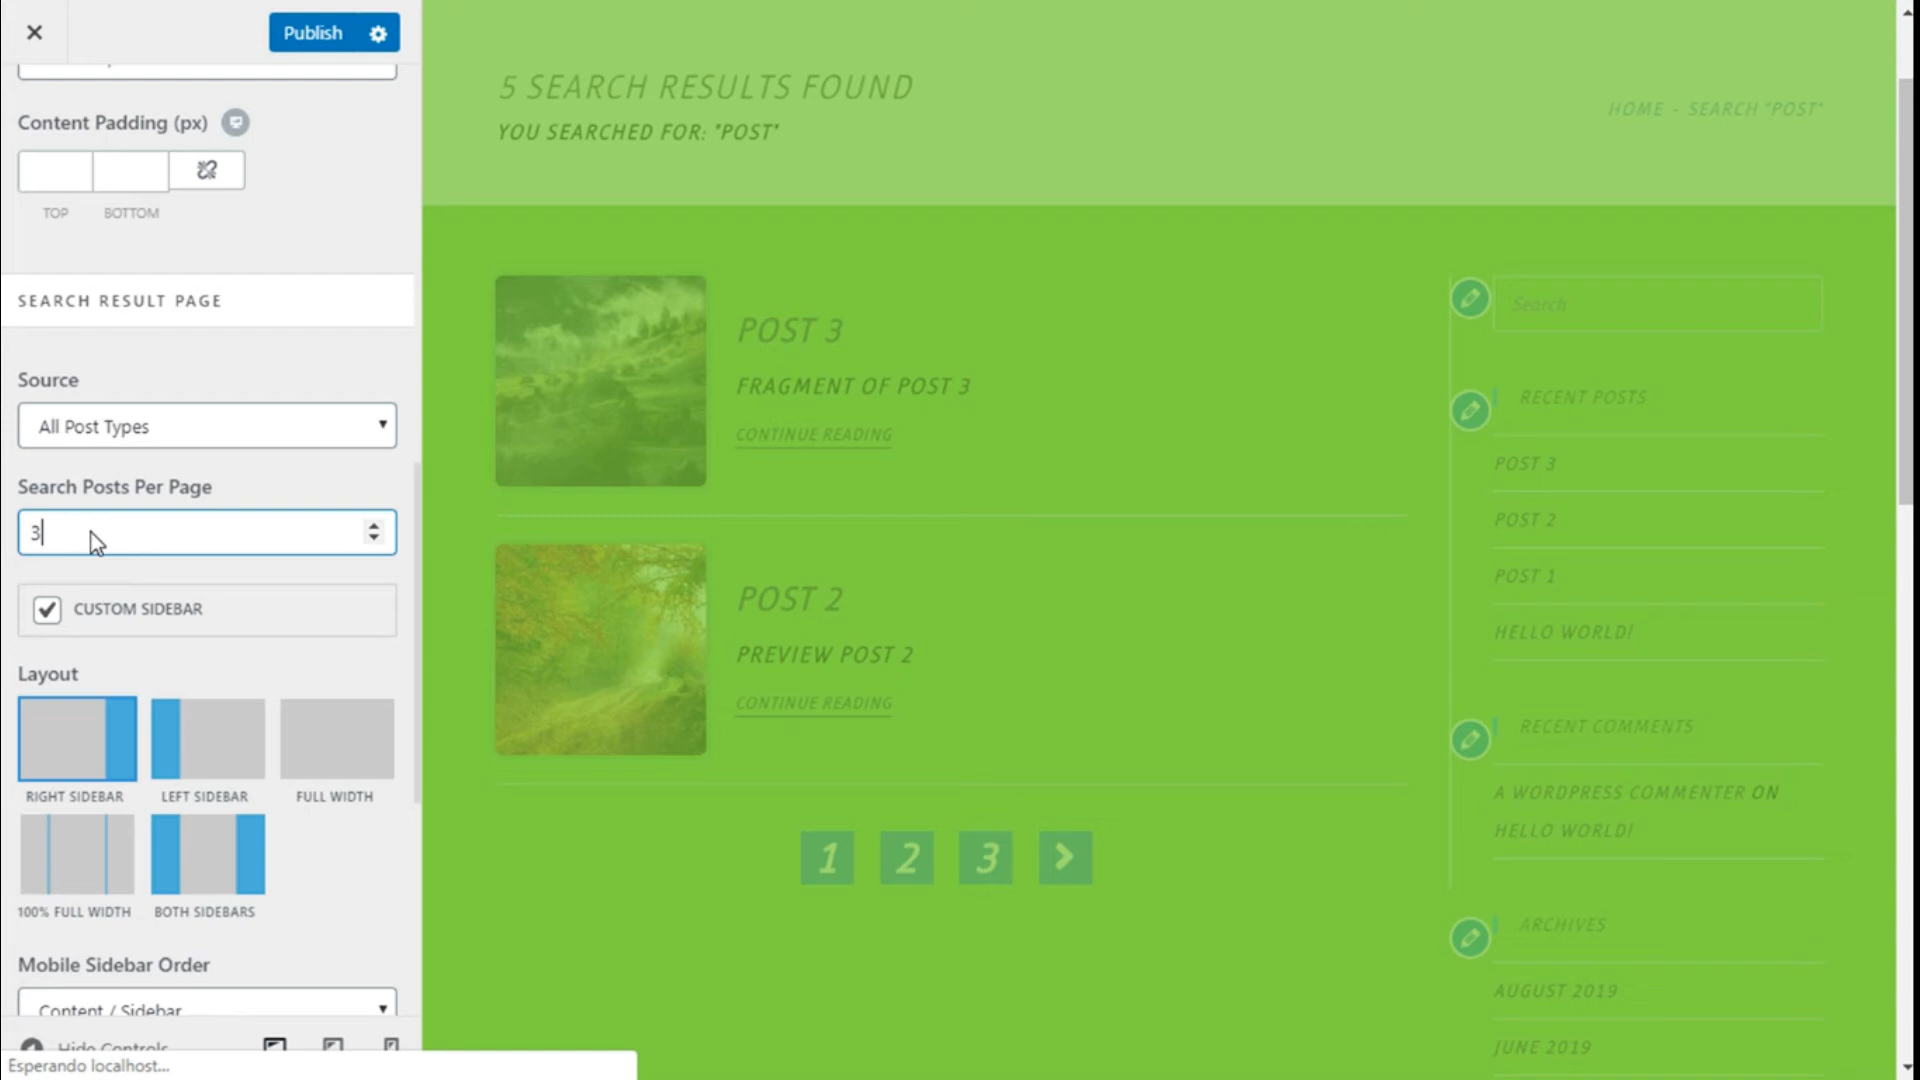 Publish
Content Padding (px)
TOP BOTTOM
SEARCH RESULT PAGE
Source
All Post Types
Search Posts Per Page
3
CUSTOM SIDEBAR
Layout
RIGHT SIDEBAR LEFT SIDEBAR FULL WIDTH
100% FULL WIDTH BOTH SIDEBARS
Mobile Sidebar Order
Content / Sidebar
Hide Controls
Esperando localhost...
5 SEARCH RESULTS FOUND
YOU SEARCHED FOR: "POST"
HOME - SEARCH "POST"
POST 3
FRAGMENT OF POST 3
CONTINUE READING
POST 2
PREVIEW POST 2
CONTINUE READING
1 2 3
Search
RECENT POSTS
POST 3
POST 2
POST 1
HELLO WORLD!
RECENT COMMENTS
A WORDPRESS COMMENTER ON
HELLO WORLD!
ARCHIVES
AUGUST 2019
JUNE 2019